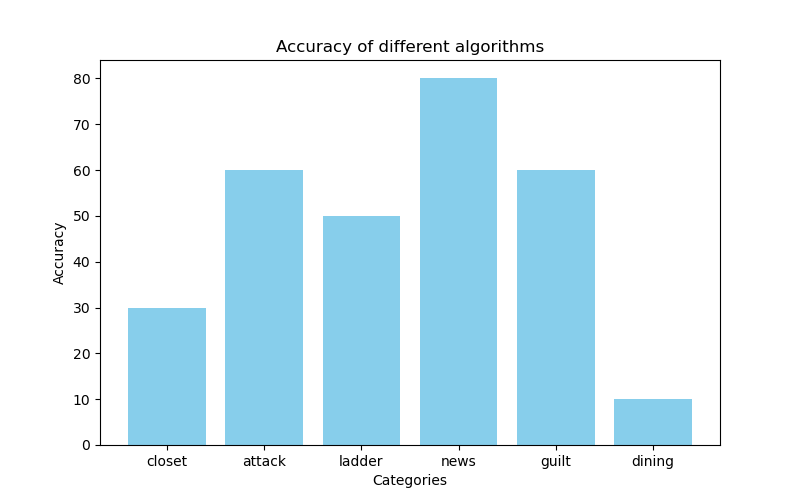 Accuracy of different algorithms
80
70
60
50
40
30
20
10
0
Accuracy
closet attack ladder news guilt dining
Categories